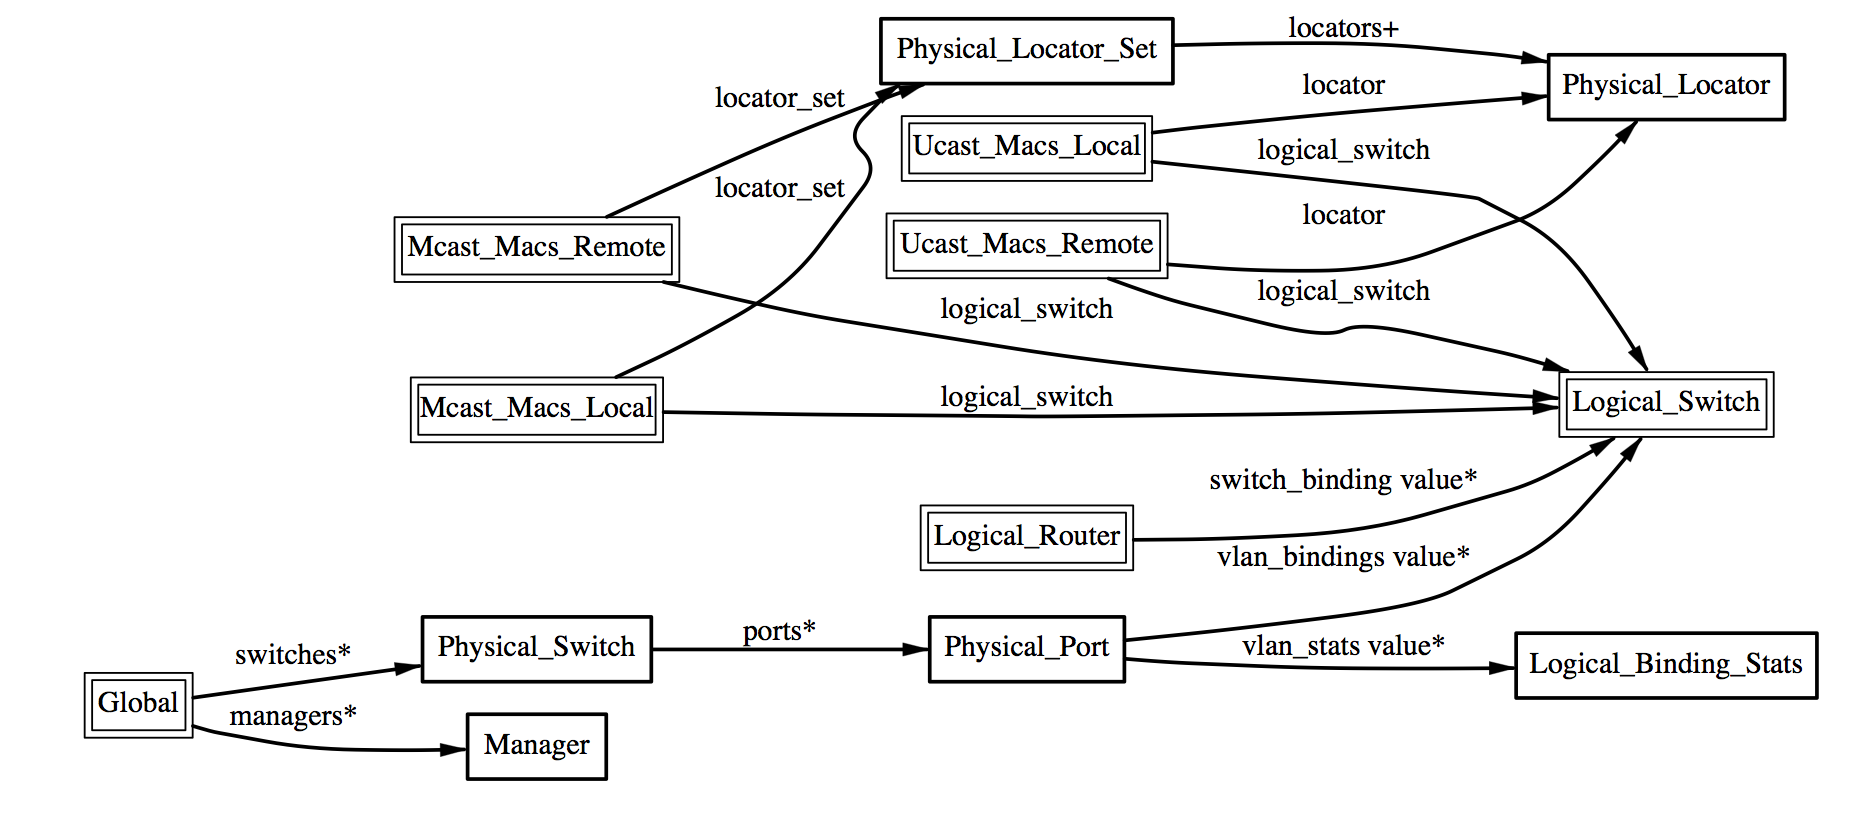 locators+
Physical_Locator_Set
Physical_Locator
locator
locator_set
Ucast_Macs_Local
logical_switch
locator_set
locator
Mcast_Macs_Remote
Ucast_Macs_Remote
logical_switch
logical_switch
logical_switch
Mcast_Macs_Local
Logical_Switch
switch_binding value*
Logical_Router
vlan_bindings value*
ports*
switches*
Physical_Switch
Physical_Port
vlan_stats value*
Logical_Binding_Stats
Global
managers*
Manager